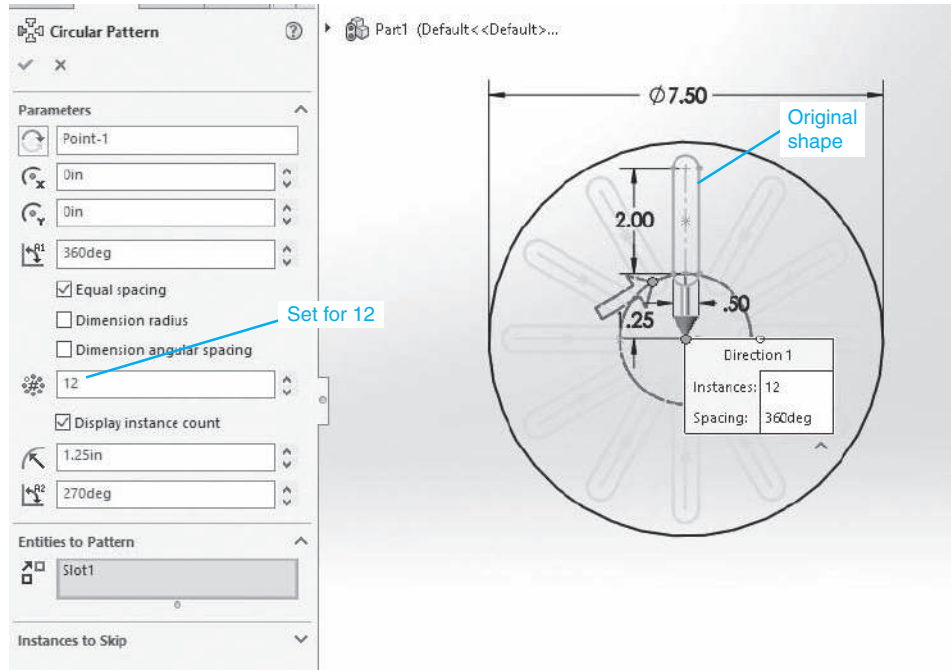 Circular Pattern
Part1 (Default<<Default>...
Parameters
Point-1
0in
0in
A1
360deg
Equal spacing
Dimension radius
Dimension angular spacing
12
Display instance count
1.25in
A2
270deg
Entities to Pattern
Slot1
Instances to Skip
Set for 12
Ø7.50
Original
shape
2.00
.50
.25
Direction 1
Instances: 12
Spacing: 360deg